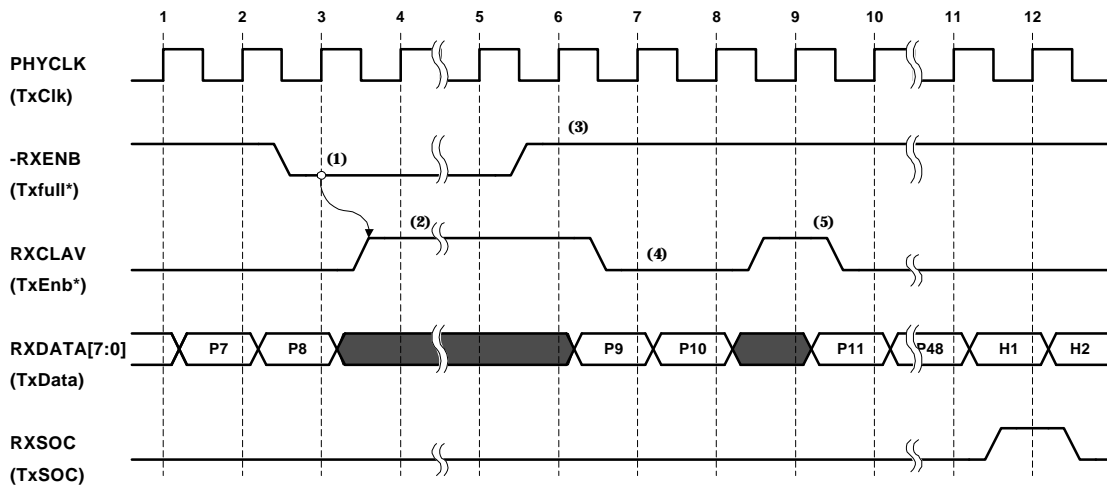 1 2 3 4 5 6 7 8 9 10 11 12
PHYCLK
(TxClk)
-RXENB
(Txfull*)
(1)
(3)
RXCLAV
(TxEnb*)
(2)
(4)
(5)
RXDATA[7:0]
(TxData)
P7 P8 P9 P10 P11 P48 H1 H2
RXSOC
(TxSOC)